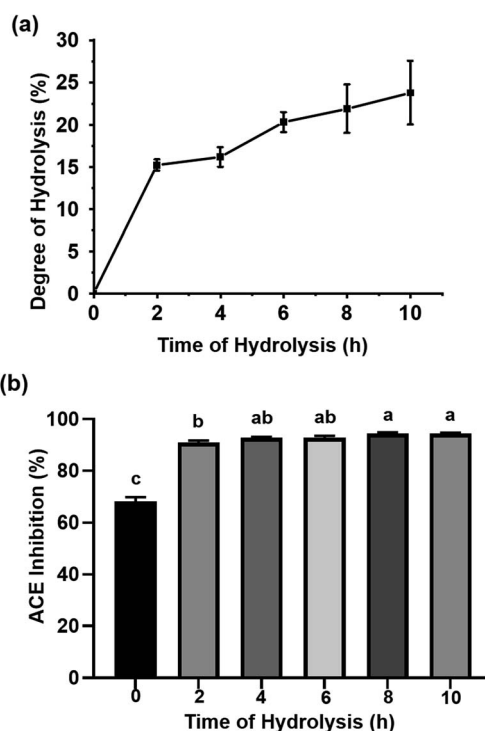 (a)
30
25
20
15
10
5
0
Degree of Hydrolysis (%)
0 2 4 6 8 10
Time of Hydrolysis (h)
(b)
100
80
60
40
20
0
ACE Inhibition (%)
c b ab ab a a
0 2 4 6 8 10
Time of Hydrolysis (h)